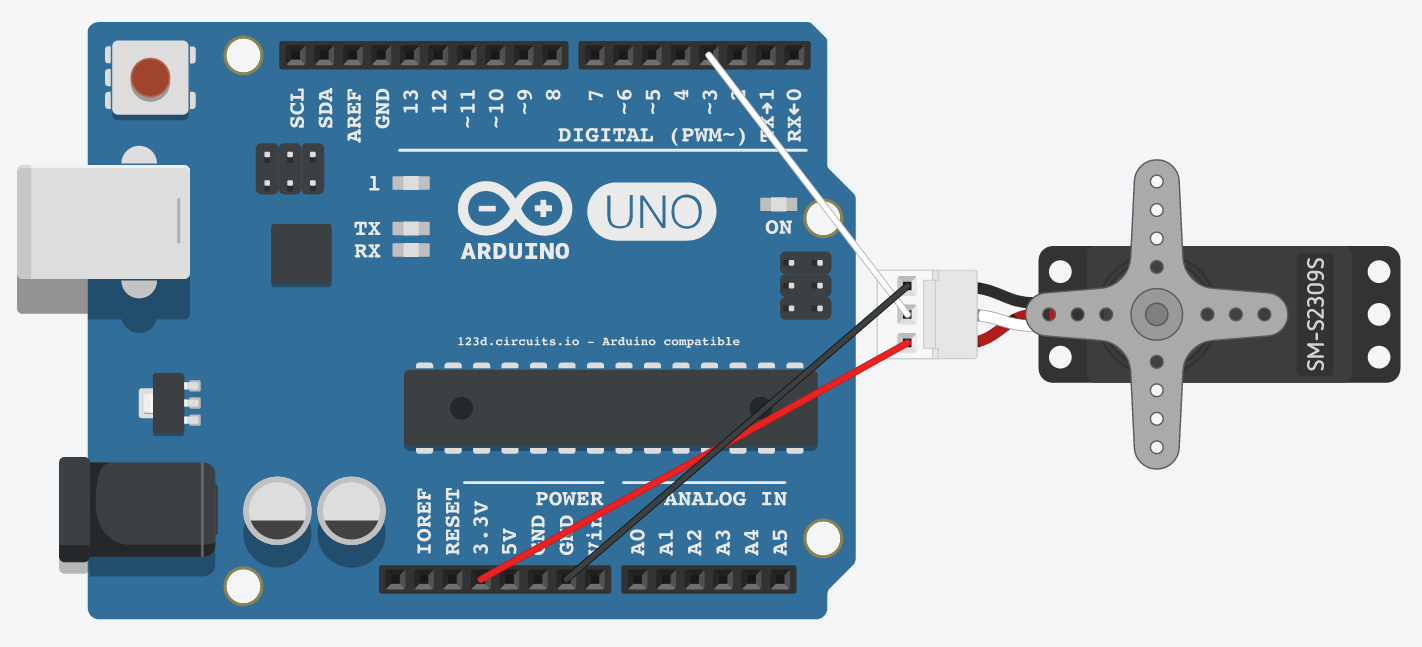 SCL SDA AREF GND 13 12 ~11 ~10 ~9 8 7 ~6 ~5 4 ~3 2 TX→1 RX←0
DIGITAL (PWM~)
l
TX
RX
ARDUINO
UNO
ON
SM-S2309S
123d.circuits.io – Arduino compatible
POWER
ANALOG IN
IOREF RESET 3.3V 5V GND GND Vin A0 A1 A2 A3 A4 A5